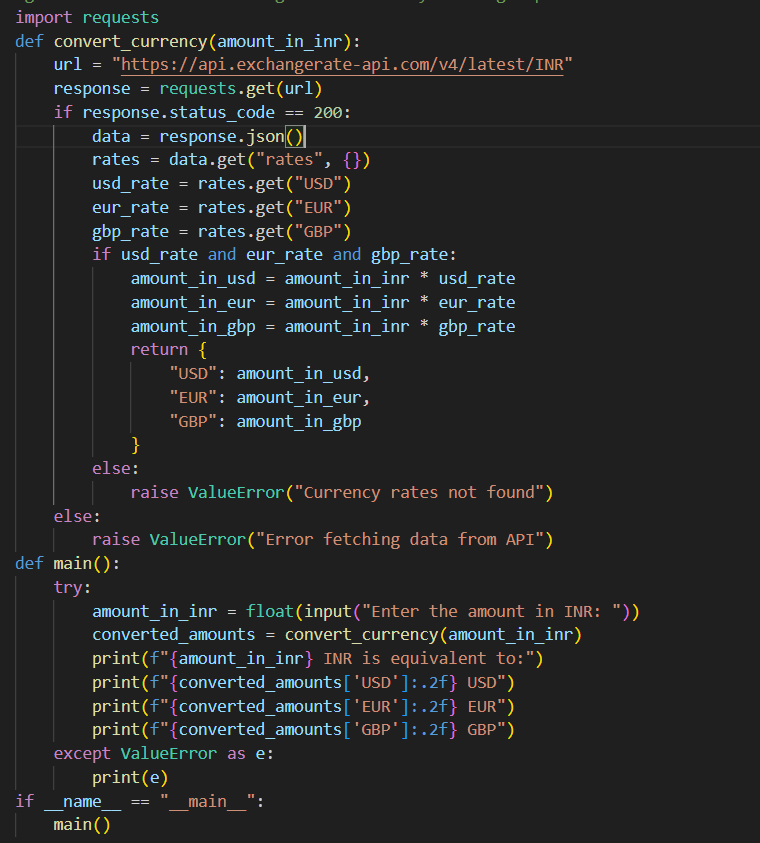 import requests
def convert_currency(amount_in_inr):
    url = "https://api.exchangerate-api.com/v4/latest/INR"
    response = requests.get(url)
    if response.status_code == 200:
        data = response.json()
        rates = data.get("rates", {})
        usd_rate = rates.get("USD")
        eur_rate = rates.get("EUR")
        gbp_rate = rates.get("GBP")
        if usd_rate and eur_rate and gbp_rate:
            amount_in_usd = amount_in_inr * usd_rate
            amount_in_eur = amount_in_inr * eur_rate
            amount_in_gbp = amount_in_inr * gbp_rate
            return {
                "USD": amount_in_usd,
                "EUR": amount_in_eur,
                "GBP": amount_in_gbp
            }
        else:
            raise ValueError("Currency rates not found")
    else:
        raise ValueError("Error fetching data from API")
def main():
    try:
        amount_in_inr = float(input("Enter the amount in INR: "))
        converted_amounts = convert_currency(amount_in_inr)
        print(f"{amount_in_inr} INR is equivalent to:")
        print(f"{converted_amounts['USD']:.2f} USD")
        print(f"{converted_amounts['EUR']:.2f} EUR")
        print(f"{converted_amounts['GBP']:.2f} GBP")
    except ValueError as e:
        print(e)
if __name__ == "__main__":
    main()